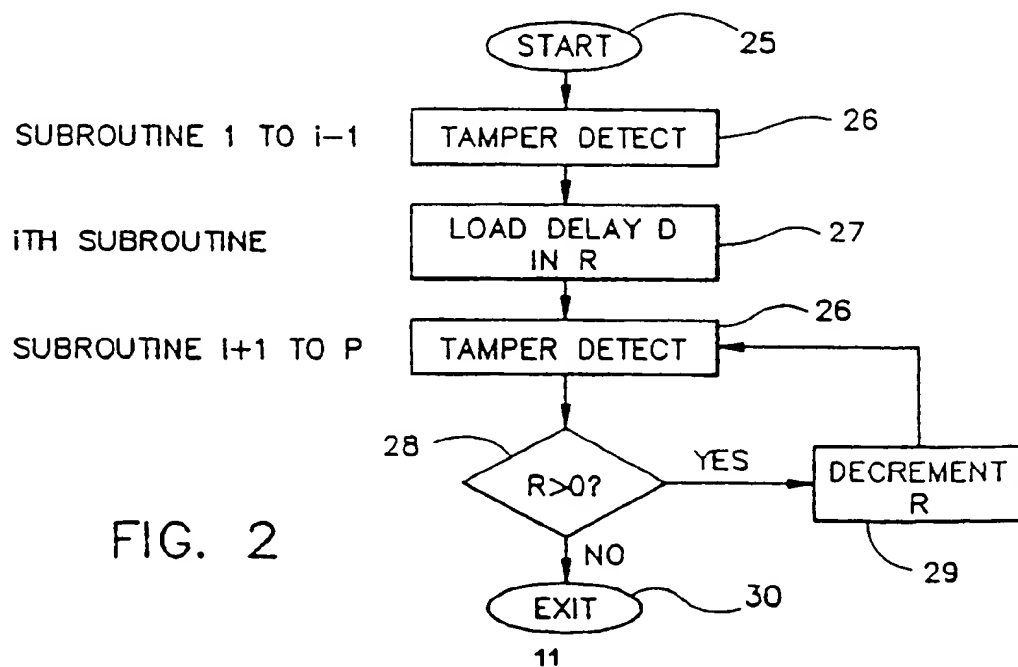 START
25
SUBROUTINE 1 TO i-1
TAMPER DETECT
26
iTH SUBROUTINE
LOAD DELAY D
IN R
27
26
SUBROUTINE I+1 TO P
TAMPER DETECT
28
R>0?
YES
DECREMENT
R
29
FIG. 2
NO
EXIT
30
11